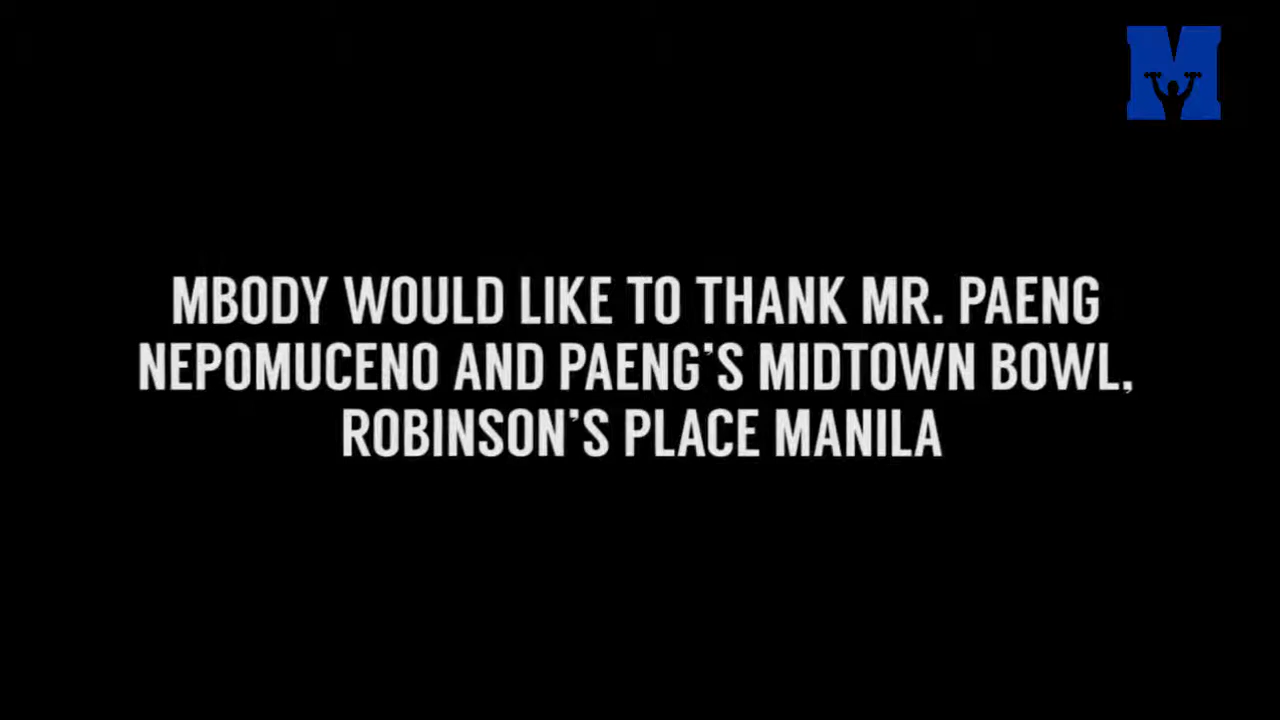 M
MBODY WOULD LIKE TO THANK MR. PAENG
NEPOMUCENO AND PAENG'S MIDTOWN BOWL,
ROBINSON'S PLACE MANILA